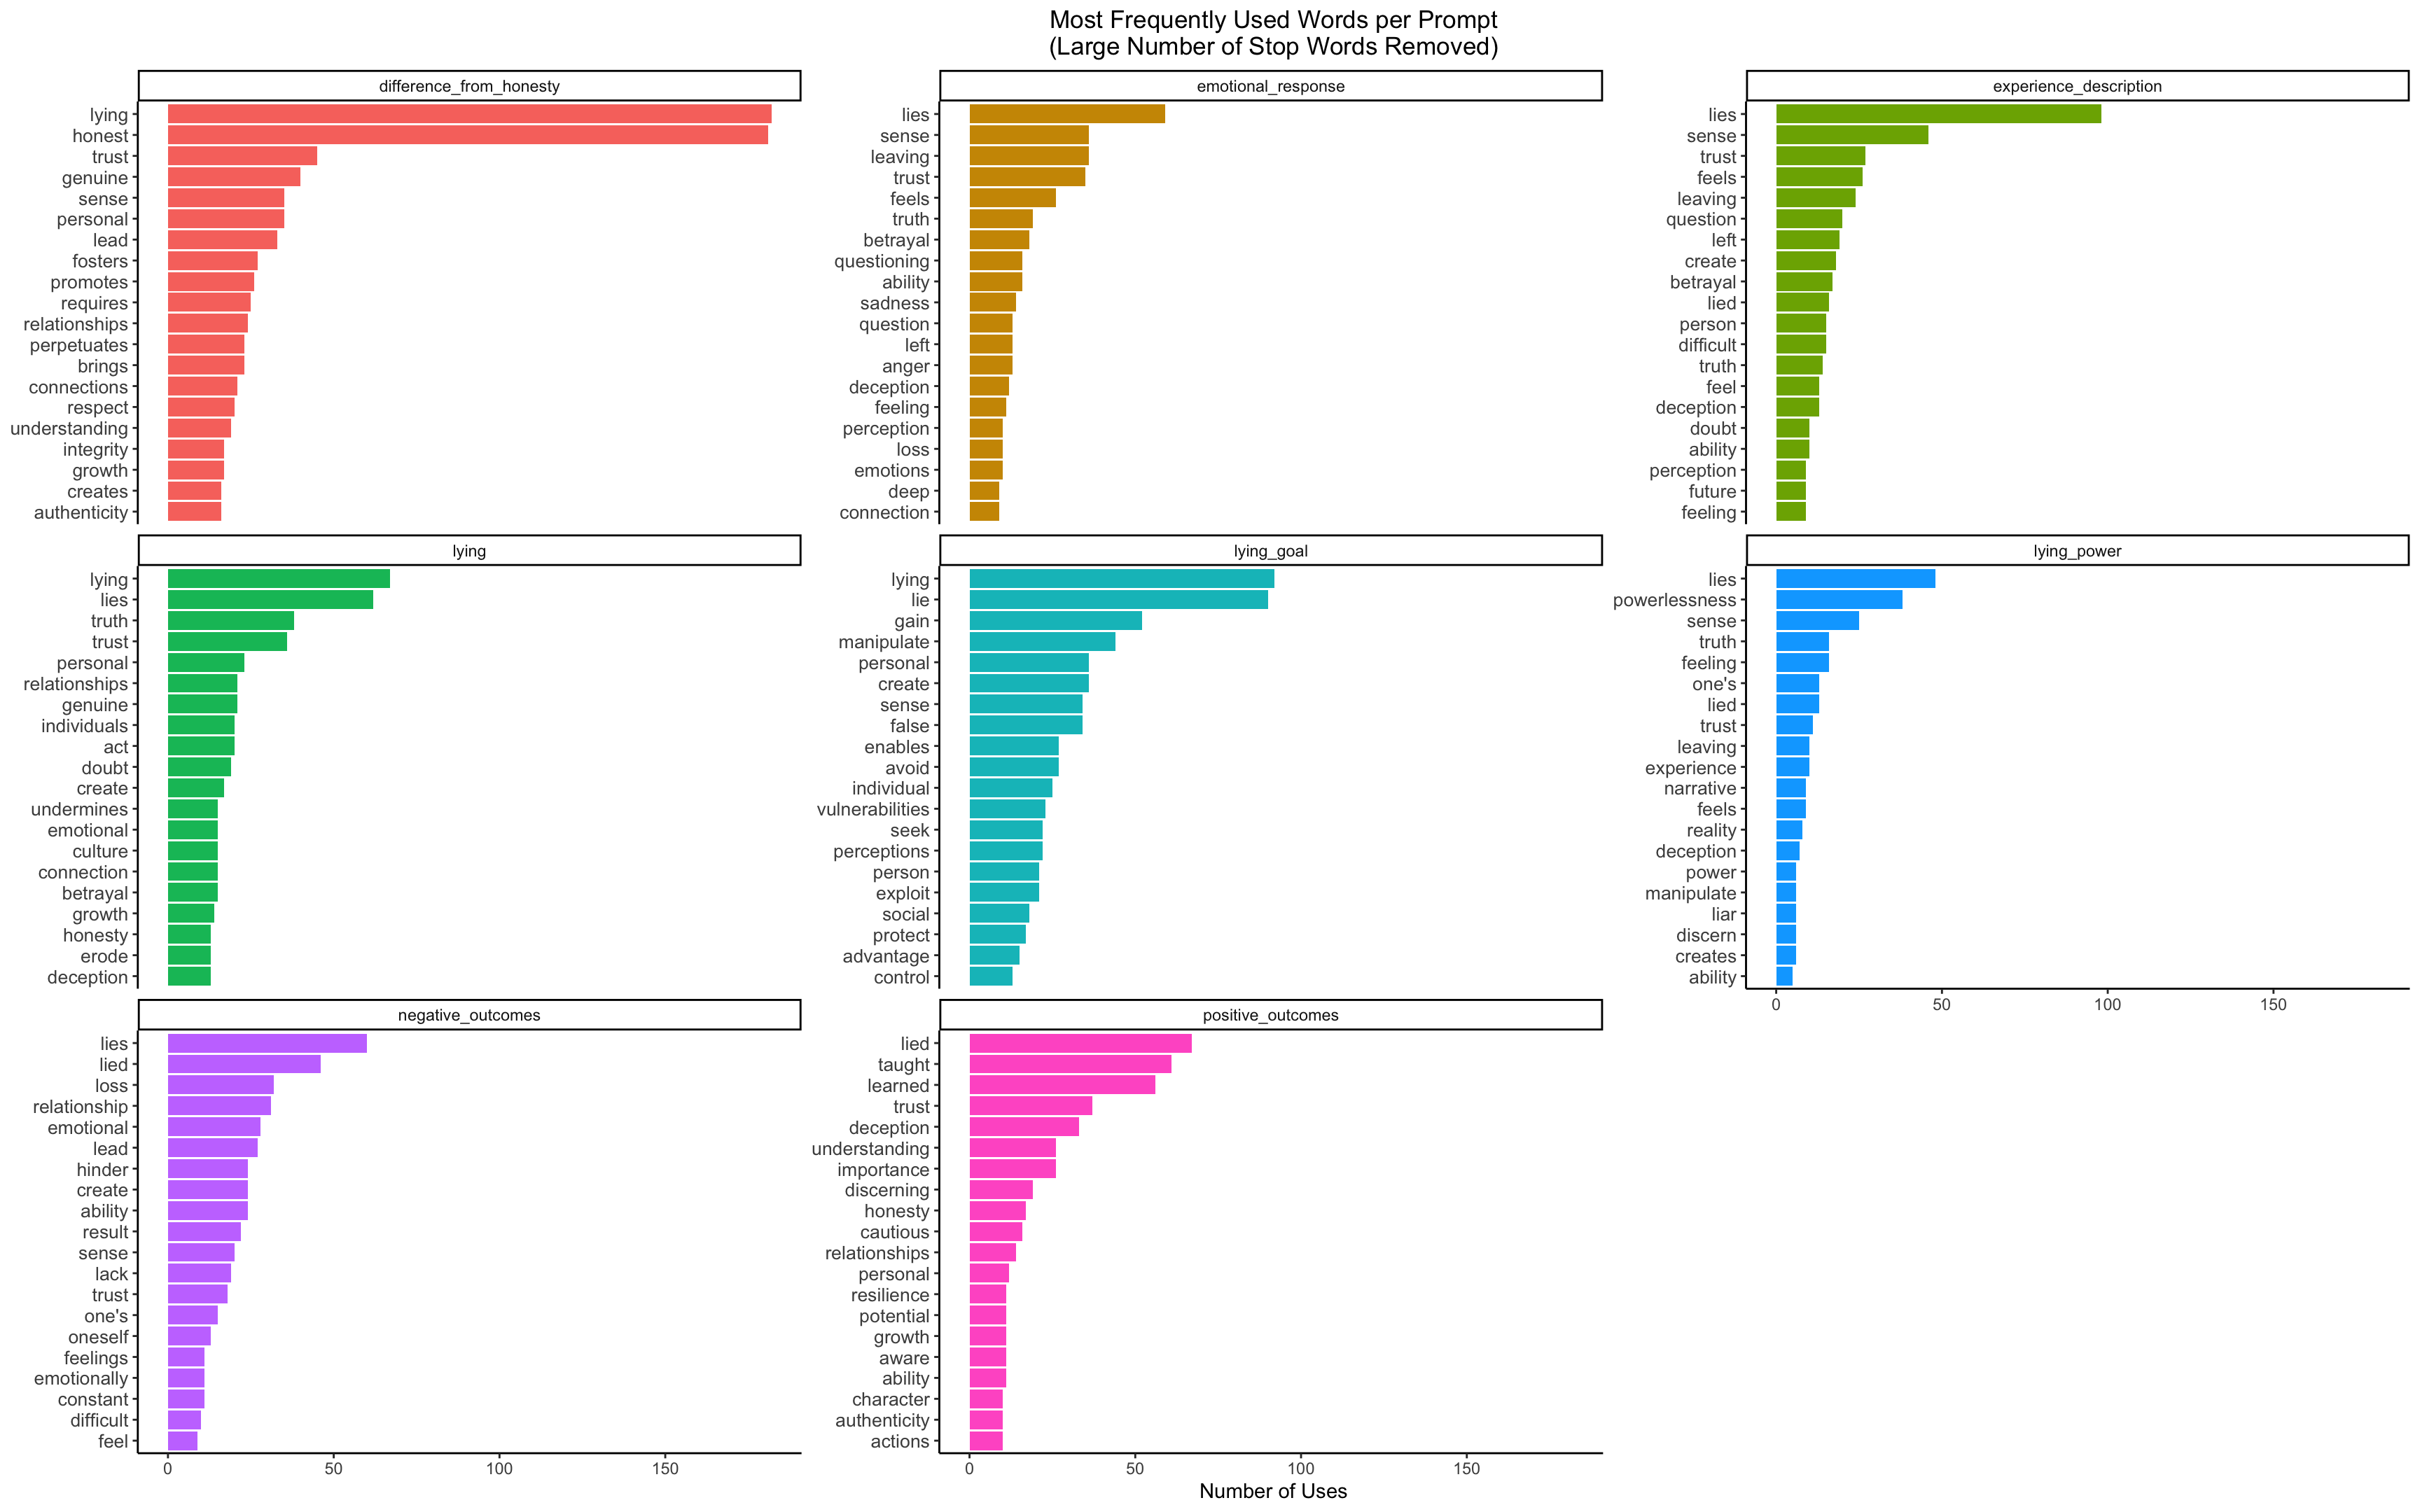 Most Frequently Used Words per Prompt
(Large Number of Stop Words Removed)
difference_from_honesty
lying
honest
trust
genuine
sense
personal
lead
fosters
promotes
requires
relationships
perpetuates
brings
connections
respect
understanding
integrity
growth
creates
authenticity
emotional_response
lies
sense
leaving
trust
feels
truth
betrayal
questioning
ability
sadness
question
left
anger
deception
feeling
perception
loss
emotions
deep
connection
experience_description
lies
sense
trust
feels
leaving
question
left
create
betrayal
lied
person
difficult
truth
feel
deception
doubt
ability
perception
future
feeling
lying
lying
lies
truth
trust
personal
relationships
genuine
individuals
act
doubt
create
undermines
emotional
culture
connection
betrayal
growth
honesty
erode
deception
lying_goal
lying
lie
gain
manipulate
personal
create
sense
false
enables
avoid
individual
vulnerabilities
seek
perceptions
person
exploit
social
protect
advantage
control
lying_power
lies
powerlessness
sense
truth
feeling
one's
lied
trust
leaving
experience
narrative
feels
reality
deception
power
manipulate
liar
discern
creates
ability
0 50 100 150
negative_outcomes
lies
lied
loss
relationship
emotional
lead
hinder
create
ability
result
sense
lack
trust
one's
oneself
feelings
emotionally
constant
difficult
feel
0 50 100 150
positive_outcomes
lied
taught
learned
trust
deception
understanding
importance
discerning
honesty
cautious
relationships
personal
resilience
potential
growth
aware
ability
character
authenticity
actions
0 50 100 150
Number of Uses